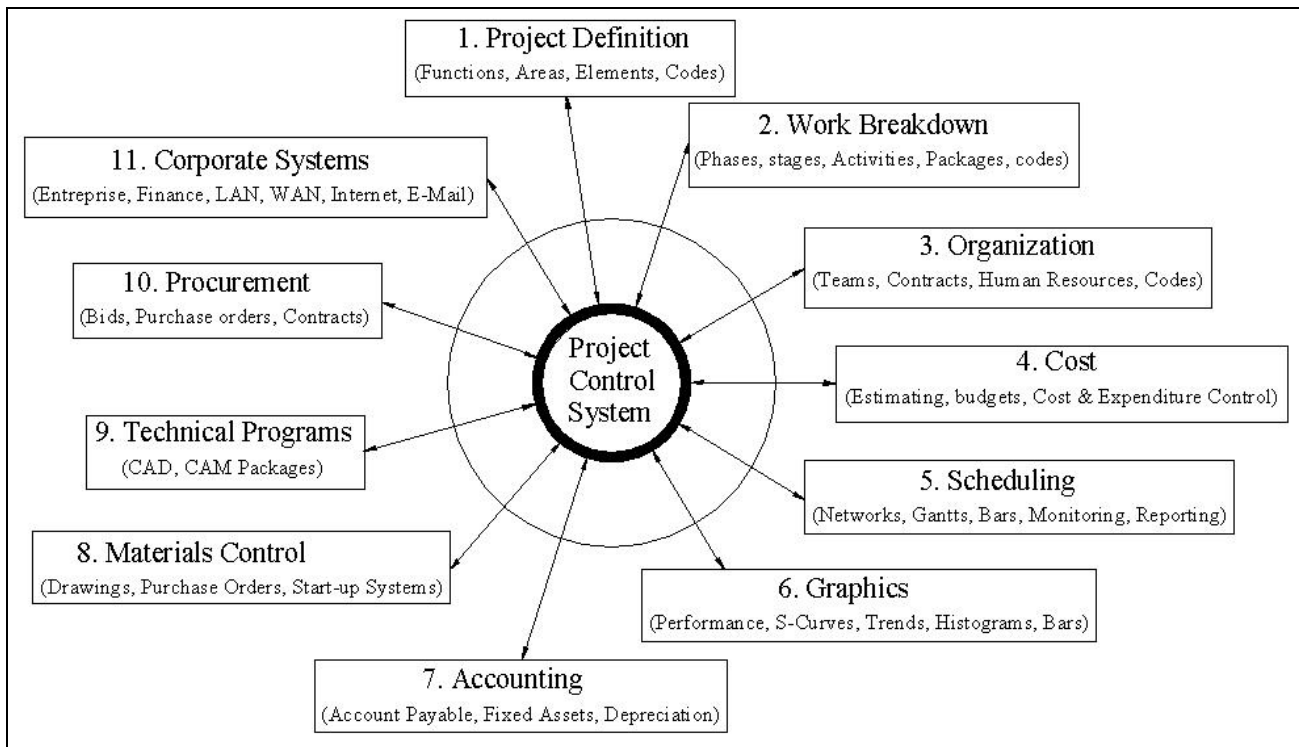 1. Project Definition
(Functions, Areas, Elements, Codes)
2. Work Breakdown
(Phases, stages, Activities, Packages, codes)
3. Organization
(Teams, Contracts, Human Resources, Codes)
4. Cost
(Estimating, budgets, Cost & Expenditure Control)
5. Scheduling
(Networks, Gantts, Bars, Monitoring, Reporting)
6. Graphics
(Performance, S-Curves, Trends, Histograms, Bars)
7. Accounting
(Account Payable, Fixed Assets, Depreciation)
8. Materials Control
(Drawings, Purchase Orders, Start-up Systems)
9. Technical Programs
(CAD, CAM Packages)
10. Procurement
(Bids, Purchase orders, Contracts)
11. Corporate Systems
(Entreprise, Finance, LAN, WAN, Internet, E-Mail)
Project
Control
System